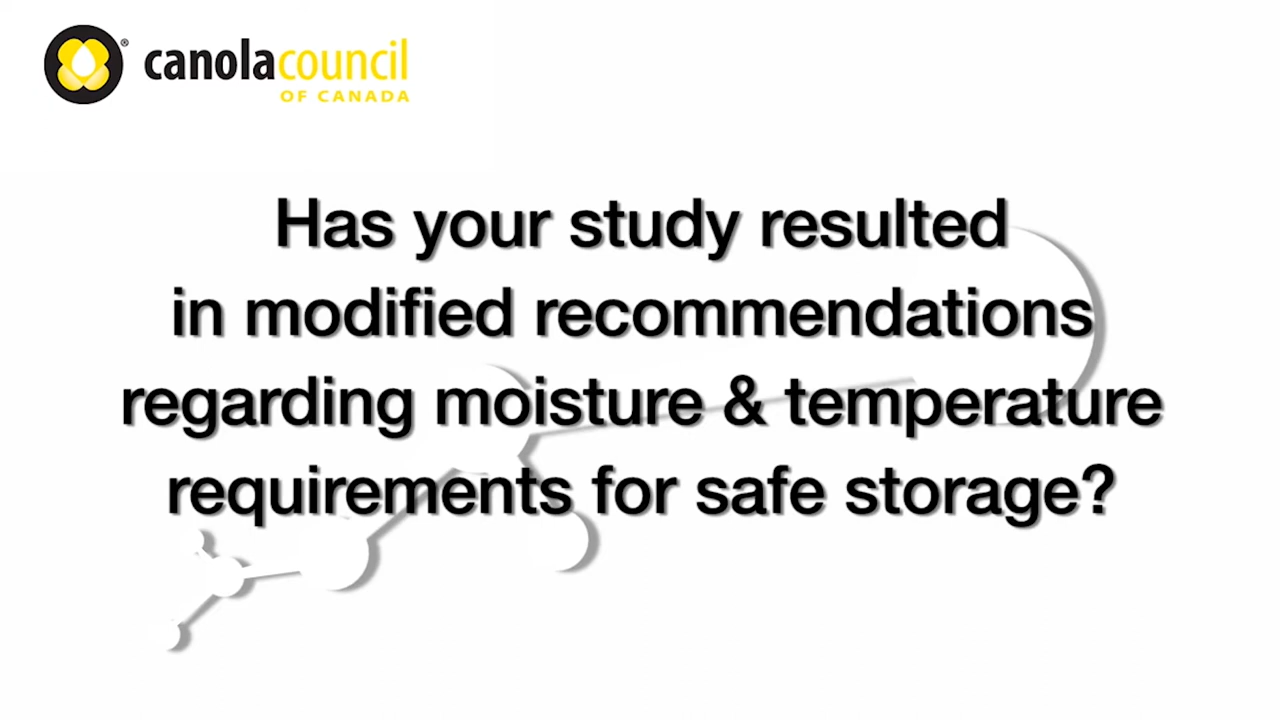 canolacouncil
OF CANADA
Has your study resulted
in modified recommendations
regarding moisture & temperature
requirements for safe storage?